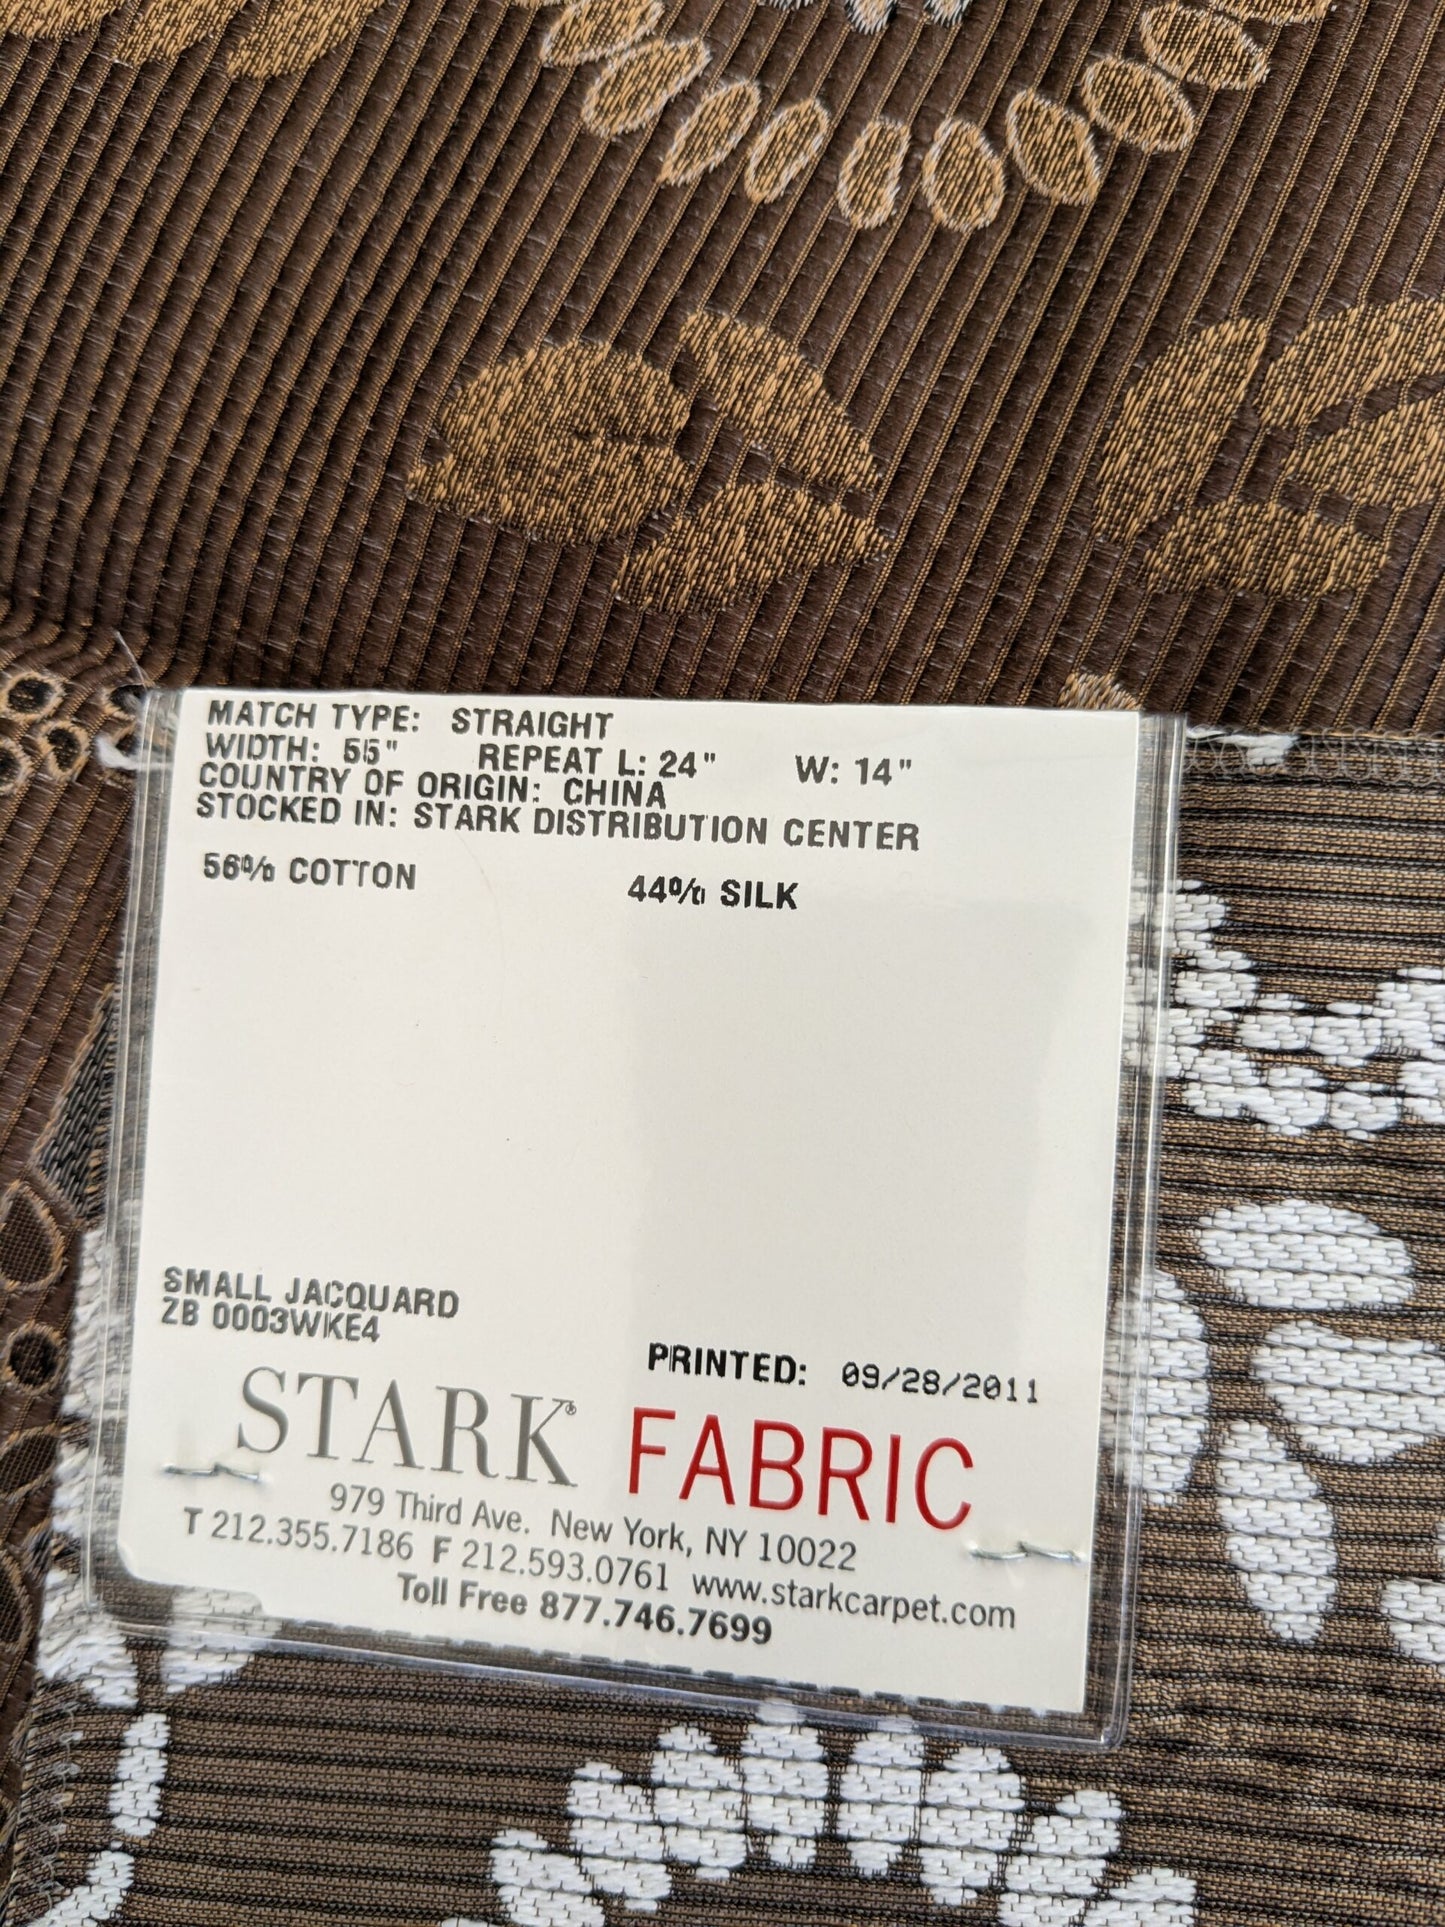 MATCH TYPE: STRAIGHT
WIDTH: 55" REPEAT L: 24" W: 14"
COUNTRY OF ORIGIN: CHINA
STOCKED IN: STARK DISTRIBUTION CENTER
56% COTTON 44% SILK
SMALL JACQUARD
ZB 0003WKE4
PRINTED: 09/28/2011
STARK® FABRIC
979 Third Ave. New York, NY 10022
T 212.355.7186 F 212.593.0761 www.starkcarpet.com
Toll Free 877.746.7699